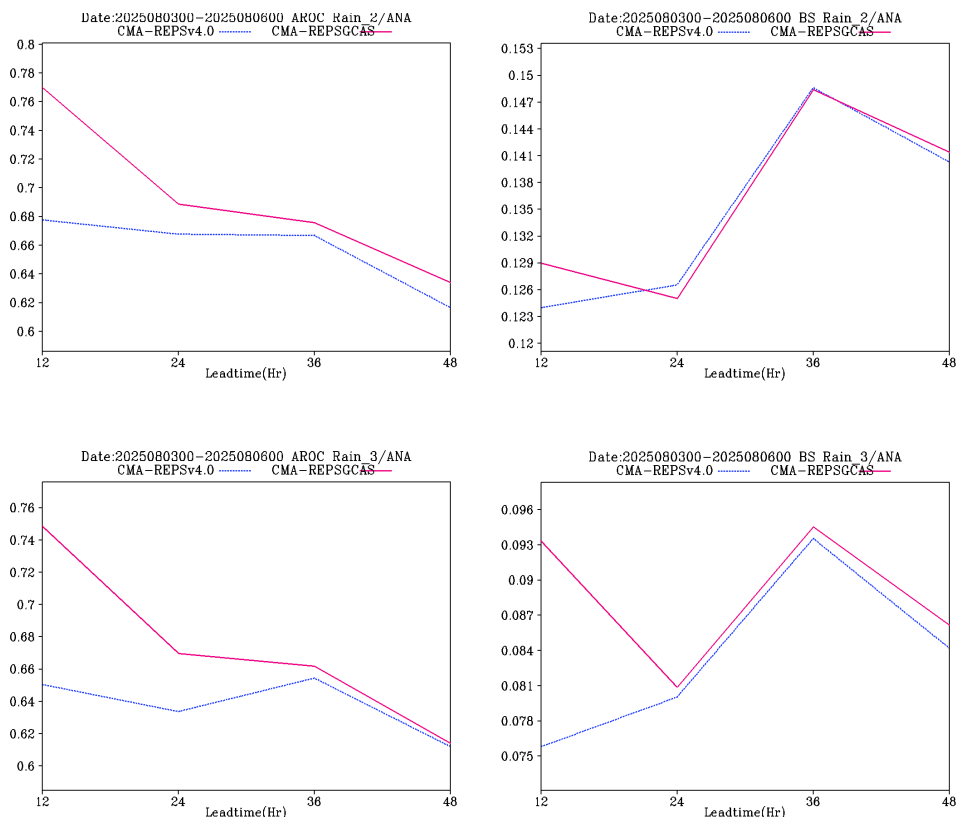 Date:2025080300-2025080600 AROC Rain_2/ANA
CMA-REPSv4.0 CMA-REPSGCAS
0.8
0.78
0.76
0.74
0.72
0.7
0.68
0.66
0.64
0.62
0.6
12 24 36 48
Leadtime(Hr)
Date:2025080300-2025080600 BS Rain_2/ANA
CMA-REPSv4.0 CMA-REPSGCAS
0.153
0.15
0.147
0.144
0.141
0.138
0.135
0.132
0.129
0.126
0.123
0.12
12 24 36 48
Leadtime(Hr)
Date:2025080300-2025080600 AROC Rain_3/ANA
CMA-REPSv4.0 CMA-REPSGCAS
0.76
0.74
0.72
0.7
0.68
0.66
0.64
0.62
0.6
12 24 36 48
Leadtime(Hr)
Date:2025080300-2025080600 BS Rain_3/ANA
CMA-REPSv4.0 CMA-REPSGCAS
0.096
0.093
0.09
0.087
0.084
0.081
0.078
0.075
12 24 36 48
Leadtime(Hr)